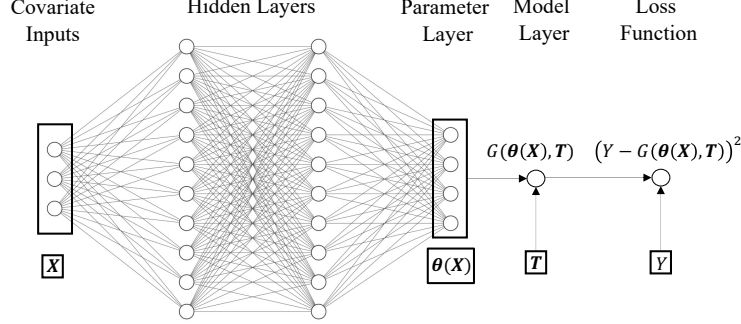 Covariate Inputs
Hidden Layers
Parameter Layer
Model Layer
Loss Function
G(θ(X), T)
(Y − G(θ(X), T))²
X
θ(X)
T
Y